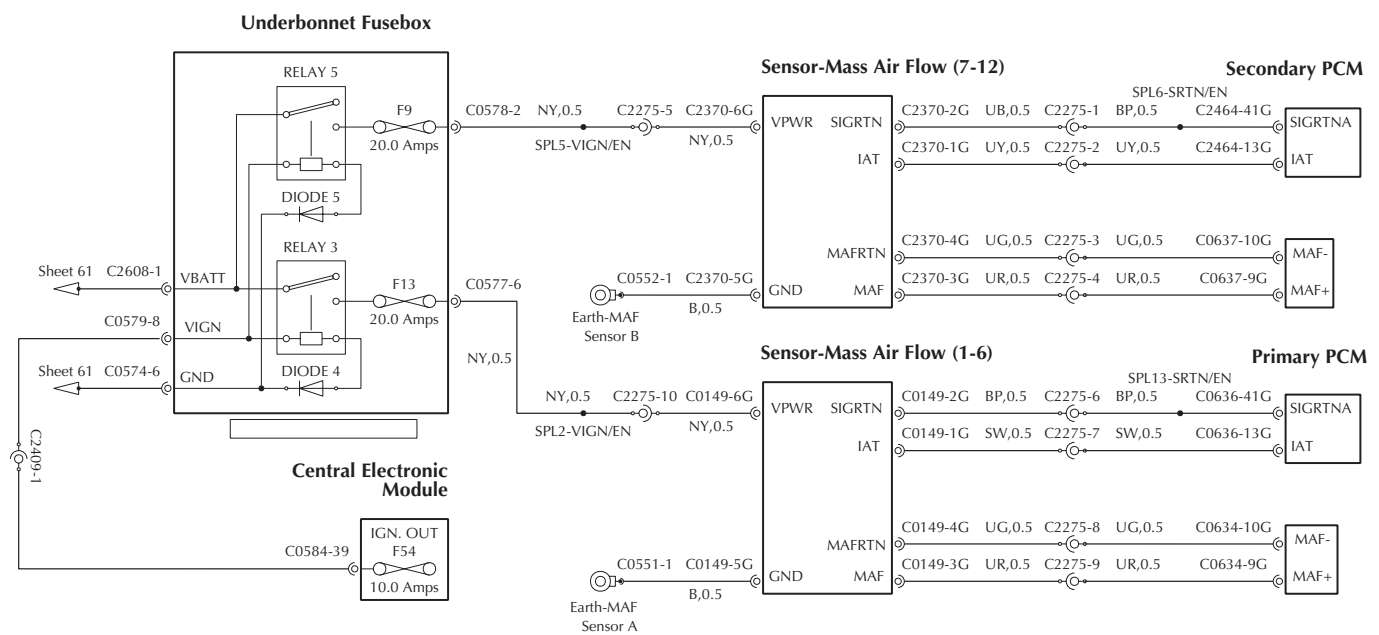 Underbonnet Fusebox
RELAY 5
F9
20.0 Amps
DIODE 5
RELAY 3
F13
20.0 Amps
DIODE 4
VBATT
VIGN
GND
Sheet 61 C2608-1
C0579-8
Sheet 61 C0574-6
C2409-1
Central Electronic
Module
IGN. OUT
F54
10.0 Amps
C0584-39
C0578-2 NY,0.5 C2275-5 C2370-6G
SPL5-VIGN/EN NY,0.5
C0577-6
NY,0.5
NY,0.5 C2275-10 C0149-6G
SPL2-VIGN/EN NY,0.5
Sensor-Mass Air Flow (7-12)
VPWR SIGRTN
IAT
MAFRTN
GND MAF
C0552-1 C2370-5G
B,0.5
Earth-MAF
Sensor B
Secondary PCM
SPL6-SRTN/EN
C2370-2G UB,0.5 C2275-1 BP,0.5 C2464-41G
SIGRTNA
C2370-1G UY,0.5 C2275-2 UY,0.5 C2464-13G
IAT
C2370-4G UG,0.5 C2275-3 UG,0.5 C0637-10G
MAF-
C2370-3G UR,0.5 C2275-4 UR,0.5 C0637-9G
MAF+
Sensor-Mass Air Flow (1-6)
VPWR SIGRTN
IAT
MAFRTN
GND MAF
C0551-1 C0149-5G
B,0.5
Earth-MAF
Sensor A
Primary PCM
SPL13-SRTN/EN
C0149-2G BP,0.5 C2275-6 BP,0.5 C0636-41G
SIGRTNA
C0149-1G SW,0.5 C2275-7 SW,0.5 C0636-13G
IAT
C0149-4G UG,0.5 C2275-8 UG,0.5 C0634-10G
MAF-
C0149-3G UR,0.5 C2275-9 UR,0.5 C0634-9G
MAF+